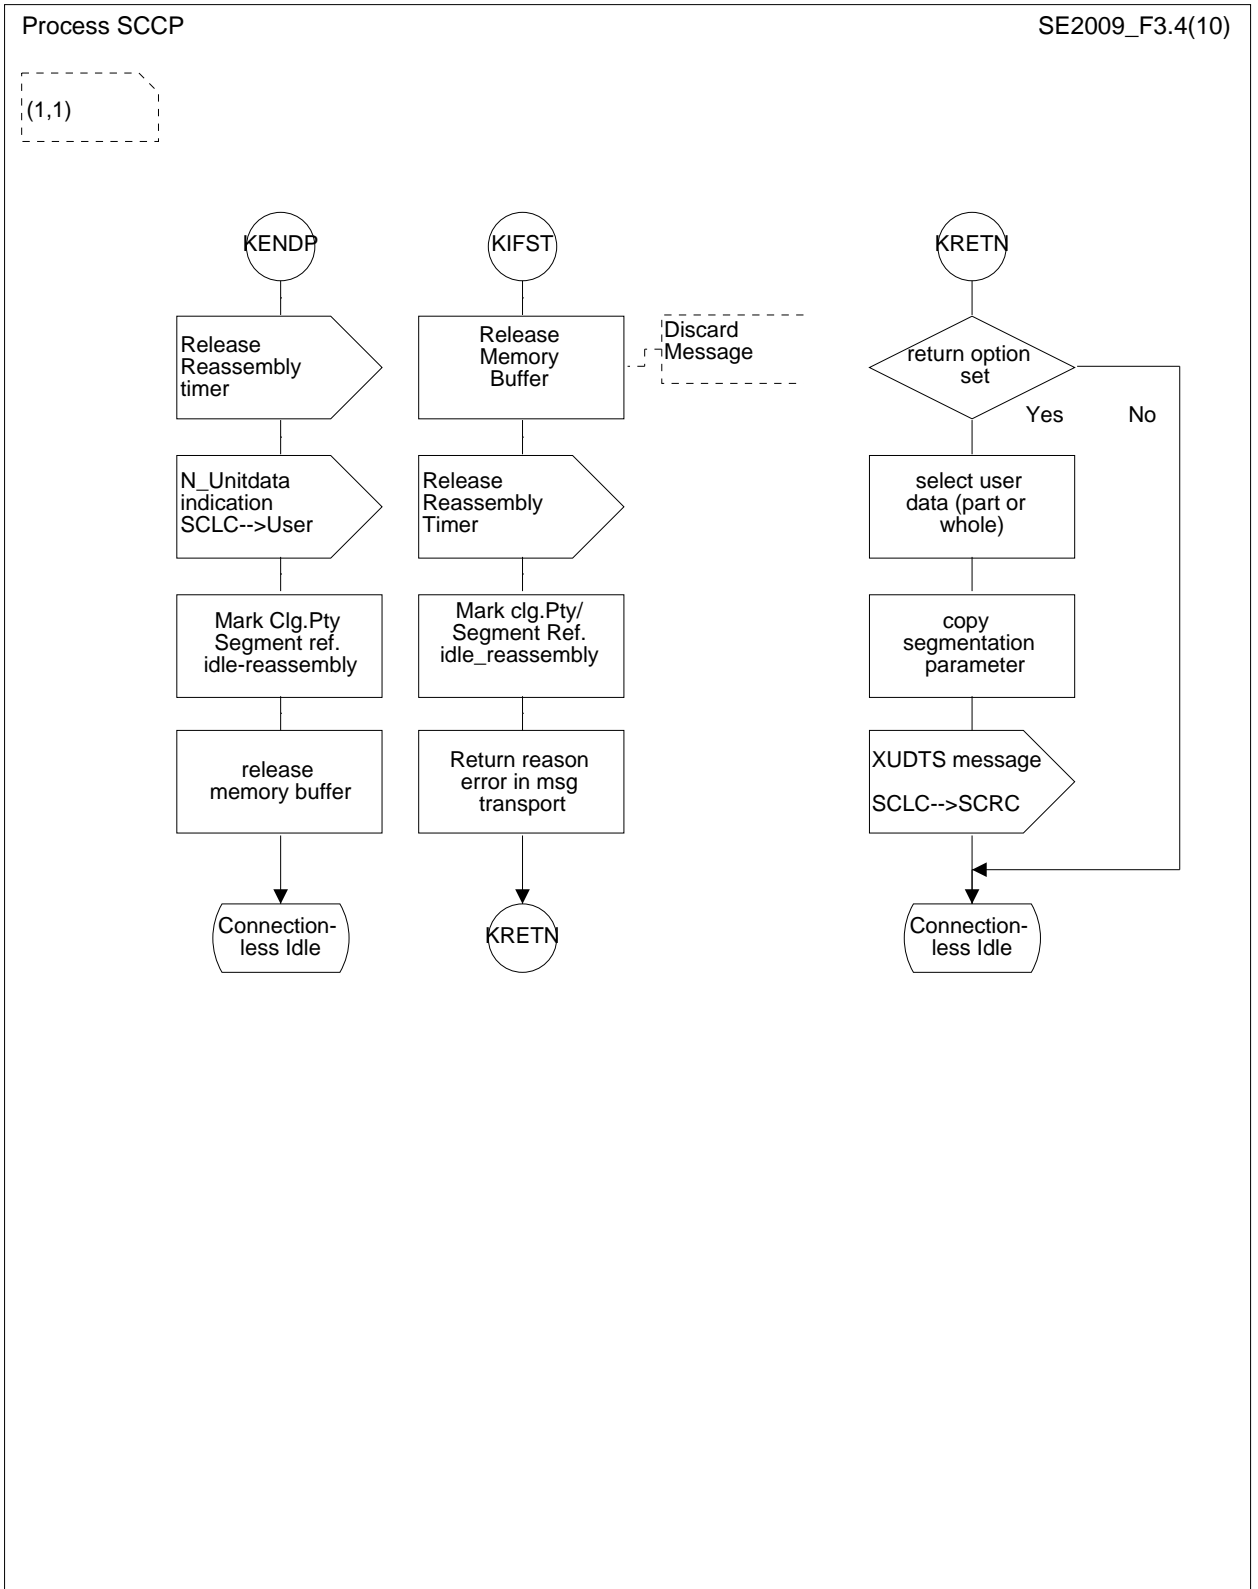 Process SCCP
SE2009_F3.4(10)
(1,1)
KENDP
Release
Reassembly
timer
N_Unitdata
indication
SCLC-->User
Mark Clg.Pty
Segment ref.
idle-reassembly
release
memory buffer
Connection-
less Idle
KIFST
Release
Memory
Buffer
Discard
Message
Release
Reassembly
Timer
Mark clg.Pty/
Segment Ref.
idle_reassembly
Return reason
error in msg
transport
KRETN
KRETN
return option
set
Yes
No
select user
data (part or
whole)
copy
segmentation
parameter
XUDTS message
SCLC-->SCRC
Connection-
less Idle